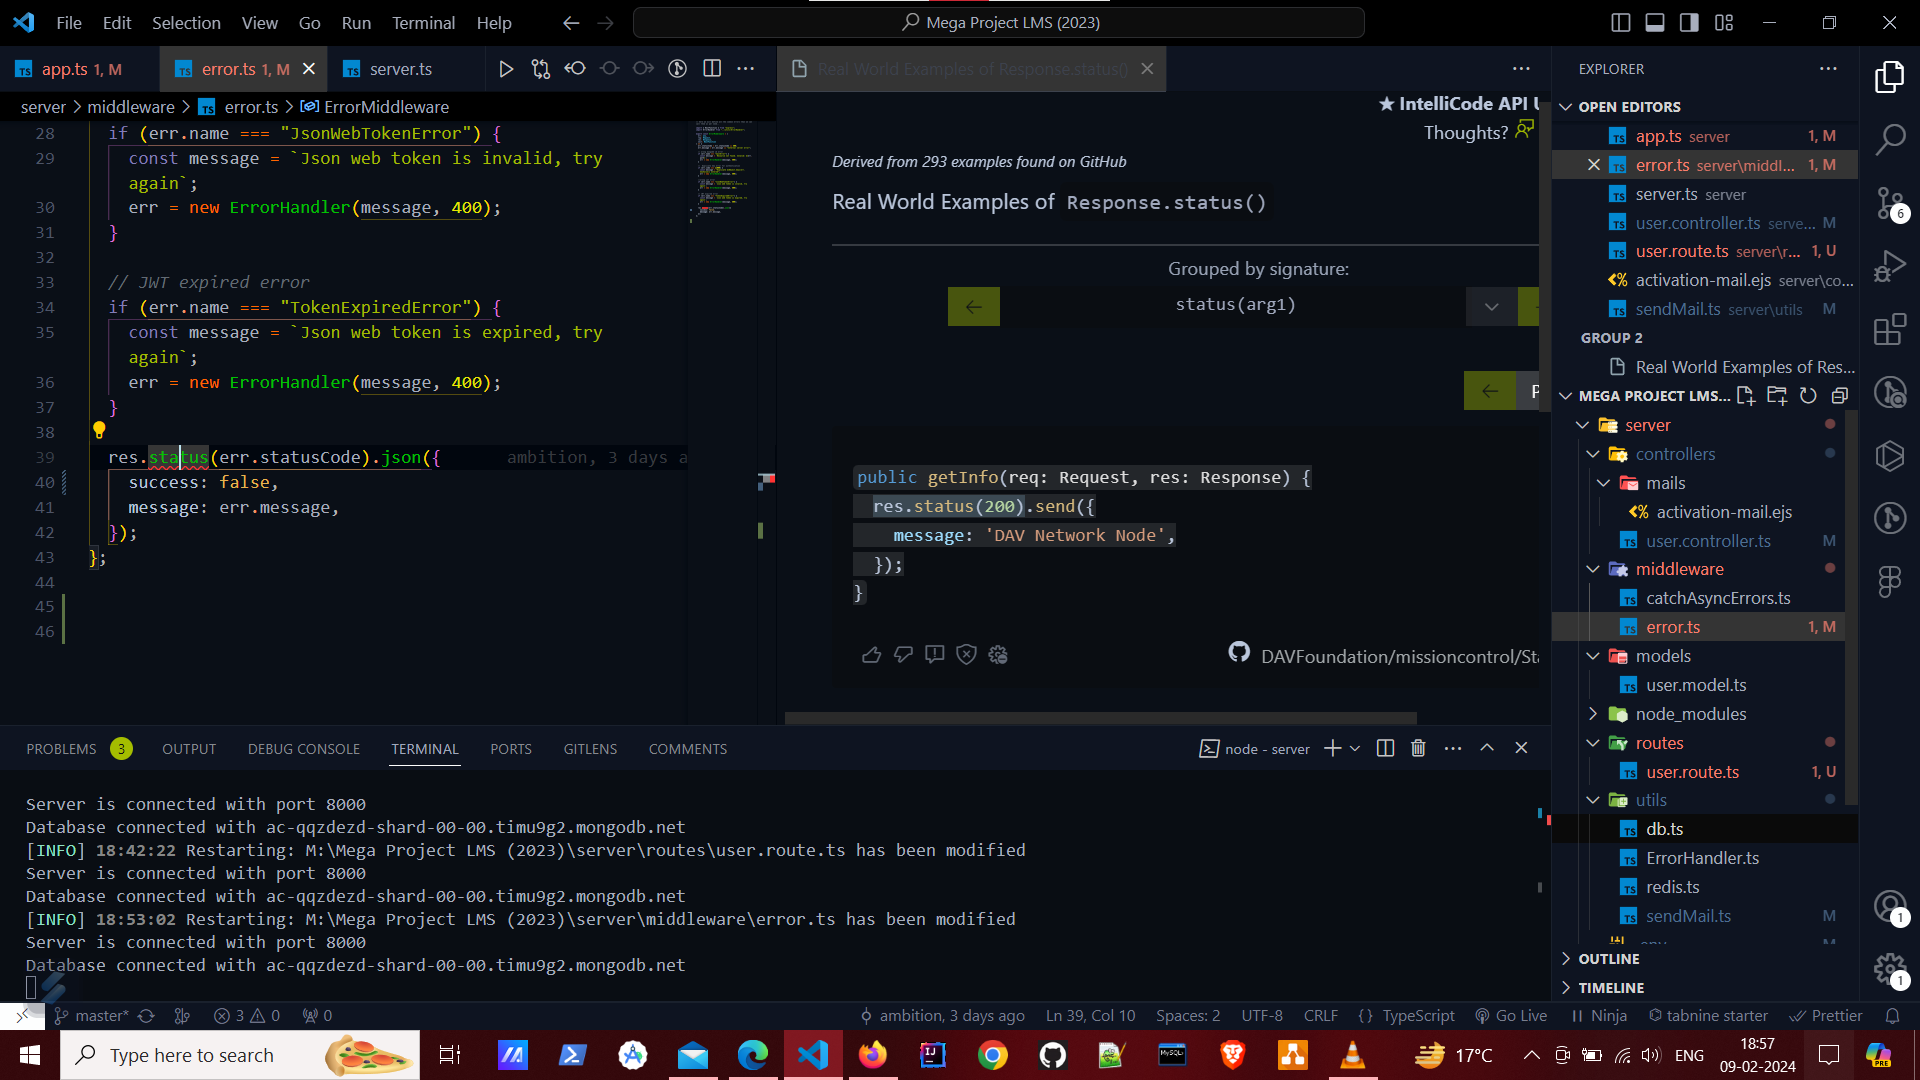 File Edit Selection View Go Run Terminal Help
Mega Project LMS (2023)
app.ts 1, M
error.ts 1, M
server.ts
Real World Examples of Response.status()
server > middleware > error.ts > ErrorMiddleware
28 if (err.name === "JsonWebTokenError") {
29 const message = `Json web token is invalid, try
again`;
30 err = new ErrorHandler(message, 400);
31 }
32
33 // JWT expired error
34 if (err.name === "TokenExpiredError") {
35 const message = `Json web token is expired, try
again`;
36 err = new ErrorHandler(message, 400);
37 }
38
39 res.status(err.statusCode).json({ ambition, 3 days a
40 success: false,
41 message: err.message,
42 });
43 };
44
45
46
★ IntelliCode API U
Thoughts?
Derived from 293 examples found on GitHub
Real World Examples of Response.status()
Grouped by signature:
status(arg1)
public getInfo(req: Request, res: Response) {
res.status(200).send({
message: 'DAV Network Node',
});
}
DAVFoundation/missioncontrol/Sta
EXPLORER
OPEN EDITORS
app.ts server 1, M
error.ts server\middl... 1, M
server.ts server
user.controller.ts serve... M
user.route.ts server\r... 1, U
activation-mail.ejs server\co...
sendMail.ts server\utils M
GROUP 2
Real World Examples of Res...
MEGA PROJECT LMS...
server
controllers
mails
activation-mail.ejs
user.controller.ts M
middleware
catchAsyncErrors.ts
error.ts 1, M
models
user.model.ts
node_modules
routes
user.route.ts 1, U
utils
db.ts
ErrorHandler.ts
redis.ts
sendMail.ts M
OUTLINE
TIMELINE
6
1
1
PROBLEMS 3 OUTPUT DEBUG CONSOLE TERMINAL PORTS GITLENS COMMENTS
node - server
Server is connected with port 8000
Database connected with ac-qqzdezd-shard-00-00.timu9g2.mongodb.net
[INFO] 18:42:22 Restarting: M:\Mega Project LMS (2023)\server\routes\user.route.ts has been modified
Server is connected with port 8000
Database connected with ac-qqzdezd-shard-00-00.timu9g2.mongodb.net
[INFO] 18:53:02 Restarting: M:\Mega Project LMS (2023)\server\middleware\error.ts has been modified
Server is connected with port 8000
Database connected with ac-qqzdezd-shard-00-00.timu9g2.mongodb.net
master* 3 0 0
ambition, 3 days ago Ln 39, Col 10 Spaces: 2 UTF-8 CRLF {} TypeScript Go Live Ninja tabnine starter Prettier
Type here to search
17°C
ENG
18:57
09-02-2024
PRE